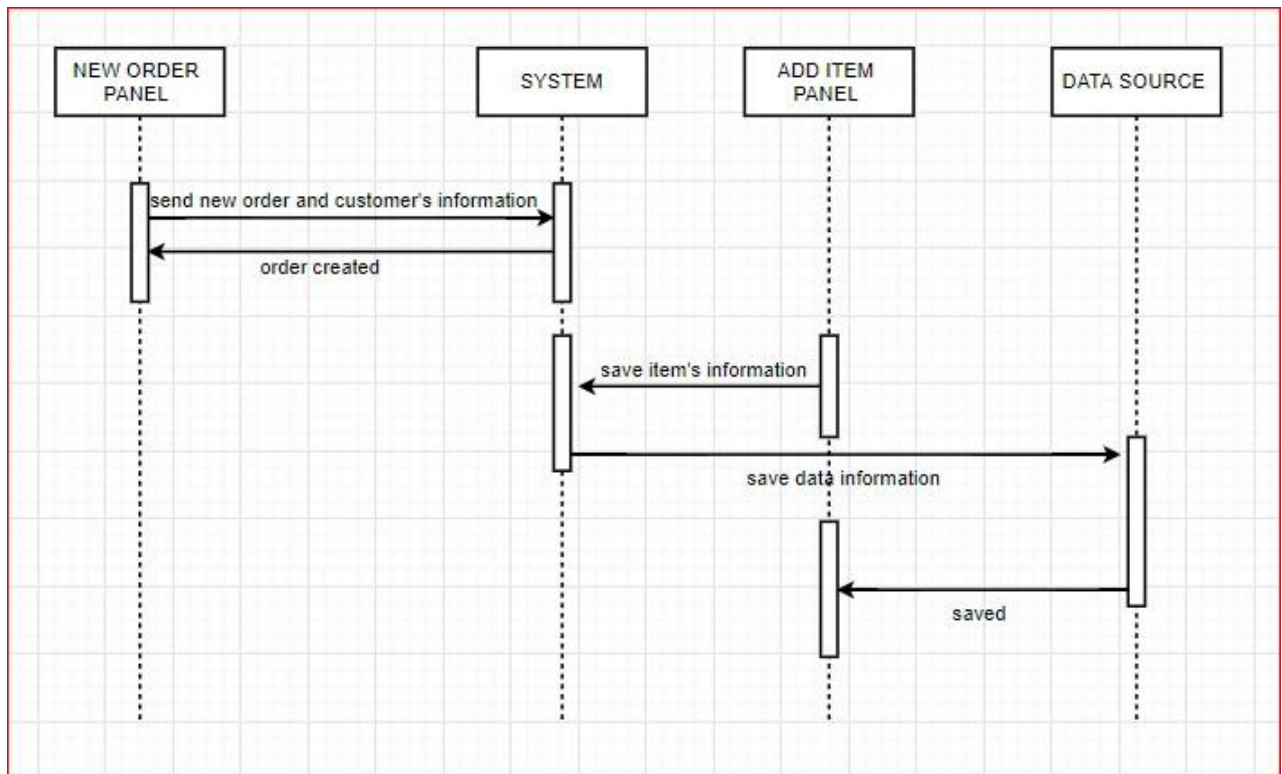 NEW ORDER
PANEL
SYSTEM
ADD ITEM
PANEL
DATA SOURCE
send new order and customer's information
order created
save item's information
save data information
saved